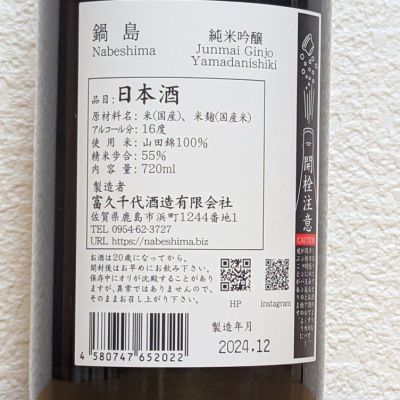 鍋島
Nabeshima
純米吟醸
Junmai Ginjo
Yamadanishiki
品目: 日本酒
原材料名: 米(国産)、米麹(国産米)
アルコール分: 16度
使用米: 山田錦100%
精米歩合: 55%
内容量: 720ml
製造者
富久千代酒造有限会社
佐賀県鹿島市浜町1244番地1
TEL 0954-62-3727
URL https://nabeshima.biz
お酒は20歳になってから。
開封後はお早めにお飲み下さい。
保存中にオリが沈殿することがあり
ますが、異常ではありませんので、
そのままお召し上がり下さい。
HP
instagram
製造年月
2024.12
4 580747 652022
開栓注意
CAUTION